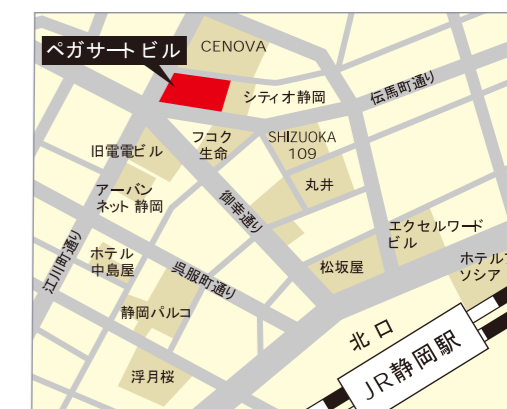 ペガサート ビル
CENOVA
シティオ静岡
伝馬町通り
フコク
生命
SHIZUOKA
109
旧電電ビル
丸井
アーバン
ネット 静岡
御幸通り
エクセルワード
ビル
江川町通り
ホテル
中島屋
呉服町通り
松坂屋
ホテル
ソシア
静岡パルコ
北口
JR静岡駅
浮月桜